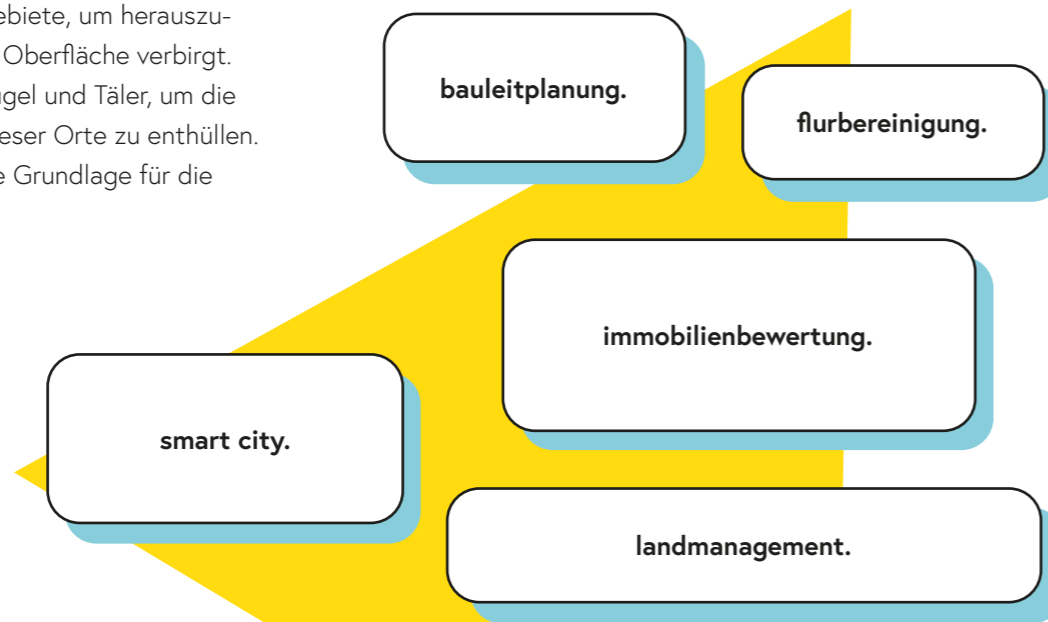 ebiete, um herauszu-
Oberfläche verbirgt.
gel und Täler, um die
eser Orte zu enthüllen.
Grundlage für die
bauleitplanung.
flurbereinigung.
immobilienbewertung.
smart city.
landmanagement.